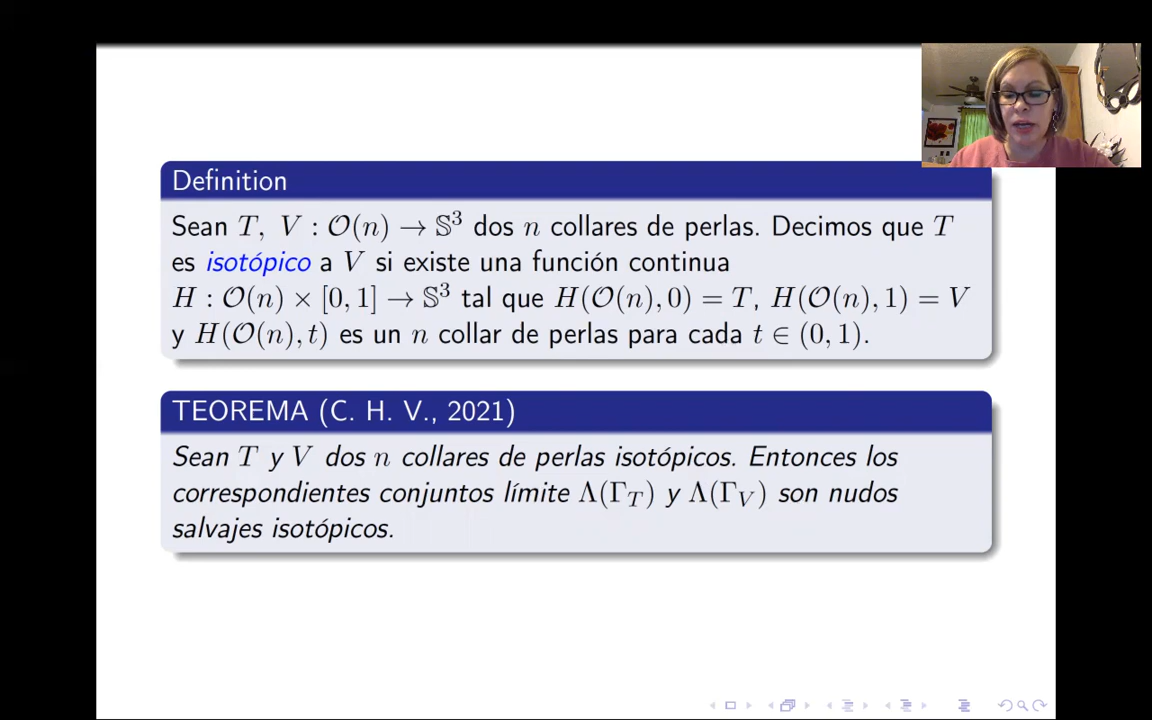 Definition
Sean T, V : 𝒪(n) → 𝕊³ dos n collares de perlas. Decimos que T
es isotópico a V si existe una función continua
H : 𝒪(n) × [0, 1] → 𝕊³ tal que H(𝒪(n), 0) = T, H(𝒪(n), 1) = V
y H(𝒪(n), t) es un n collar de perlas para cada t ∈ (0, 1).
TEOREMA (C. H. V., 2021)
Sean T y V dos n collares de perlas isotópicos. Entonces los
correspondientes conjuntos límite Λ(Γ_T) y Λ(Γ_V) son nudos
salvajes isotópicos.